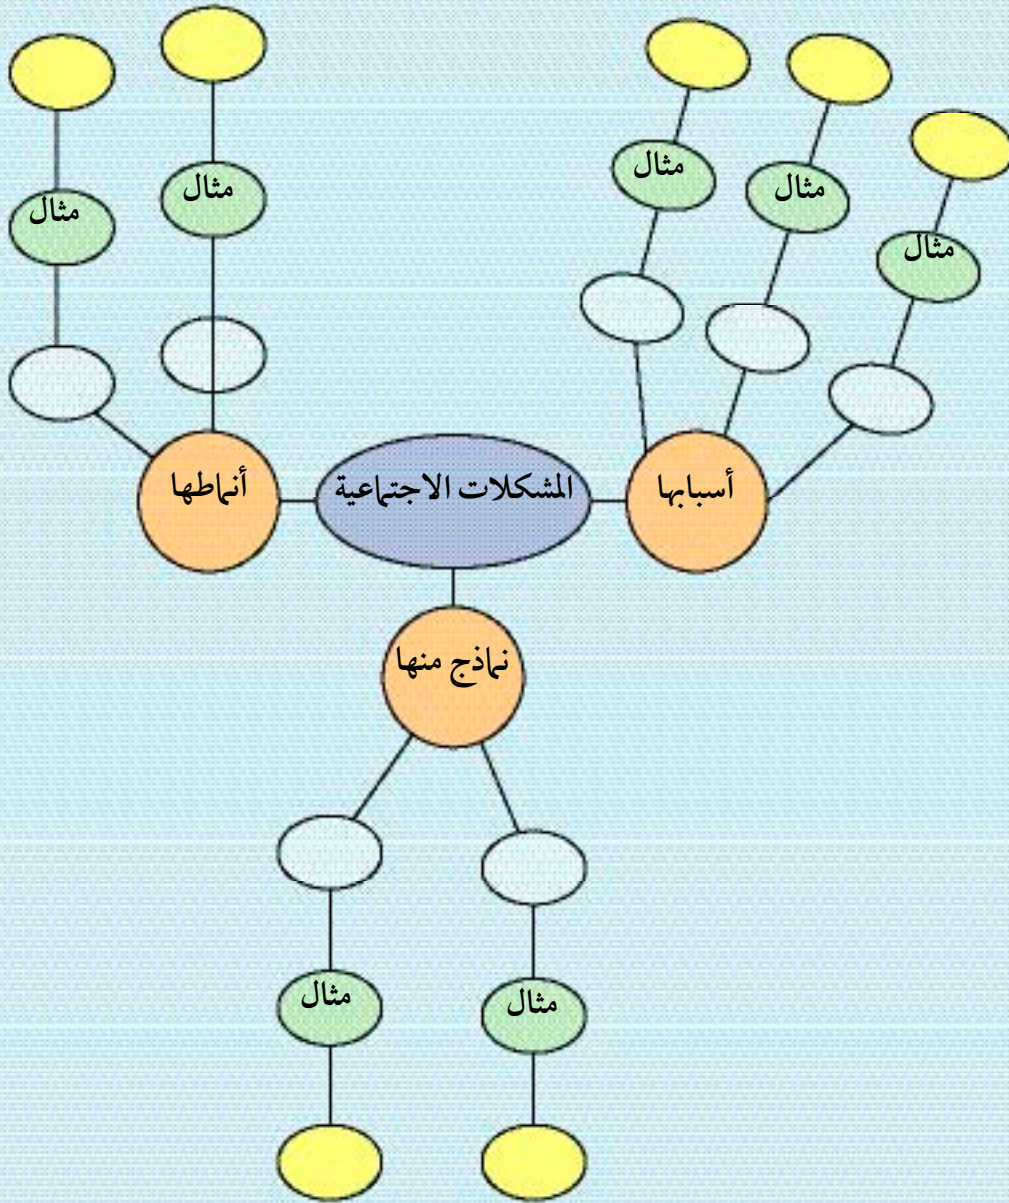 مثال
مثال
مثال
مثال
مثال
أسبابها
المشكلات الاجتماعية
أنماطها
نماذج منها
مثال
مثال